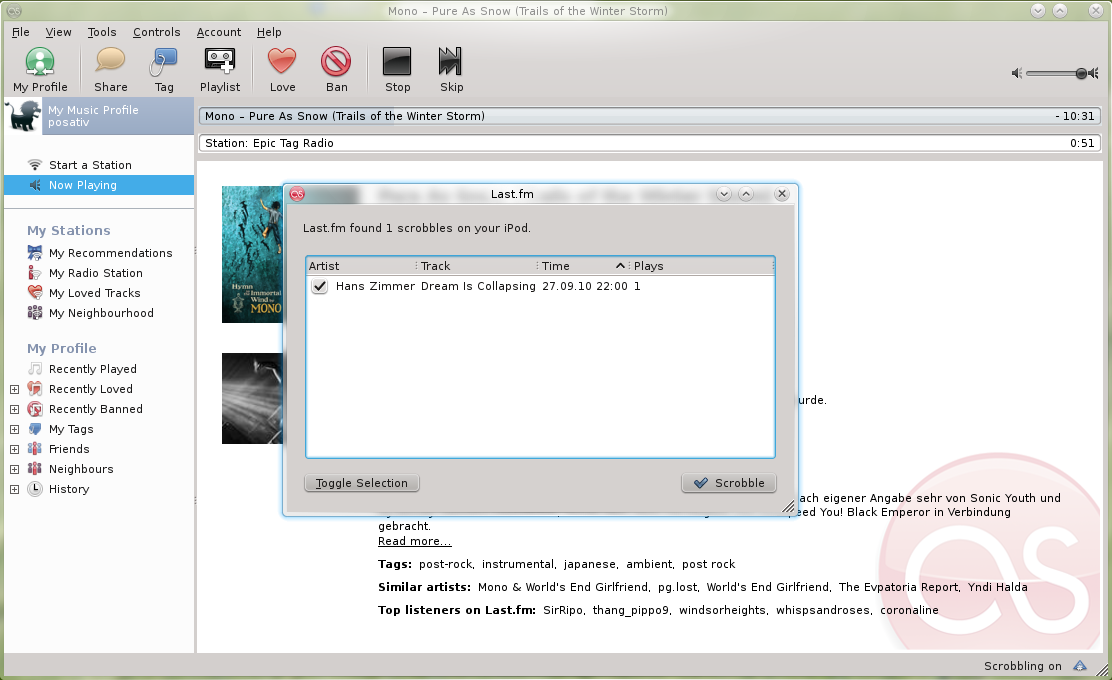 Mono – Pure As Snow (Trails of the Winter Storm)
File View Tools Controls Account Help
My Profile Share Tag Playlist Love Ban Stop Skip
My Music Profile
posativ
Mono – Pure As Snow (Trails of the Winter Storm) - 10:31
Station: Epic Tag Radio 0:51
Start a Station
Now Playing
My Stations
My Recommendations
My Radio Station
My Loved Tracks
My Neighbourhood
My Profile
Recently Played
Recently Loved
Recently Banned
My Tags
Friends
Neighbours
History
Hymn
to the Immortal
Wind by
MONO
Last.fm
Last.fm found 1 scrobbles on your iPod.
Artist Track Time Plays
Hans Zimmer Dream Is Collapsing 27.09.10 22:00 1
Toggle Selection Scrobble
urde.
ach eigener Angabe sehr von Sonic Youth und
eed You! Black Emperor in Verbindung
gebracht.
Read more...
Tags: post-rock, instrumental, japanese, ambient, post rock
Similar artists: Mono & World's End Girlfriend, pg.lost, World's End Girlfriend, The Evpatoria Report, Yndi Halda
Top listeners on Last.fm: SirRipo, thang_pippo9, windsorheights, whispsandroses, coronaline
as
Scrobbling on